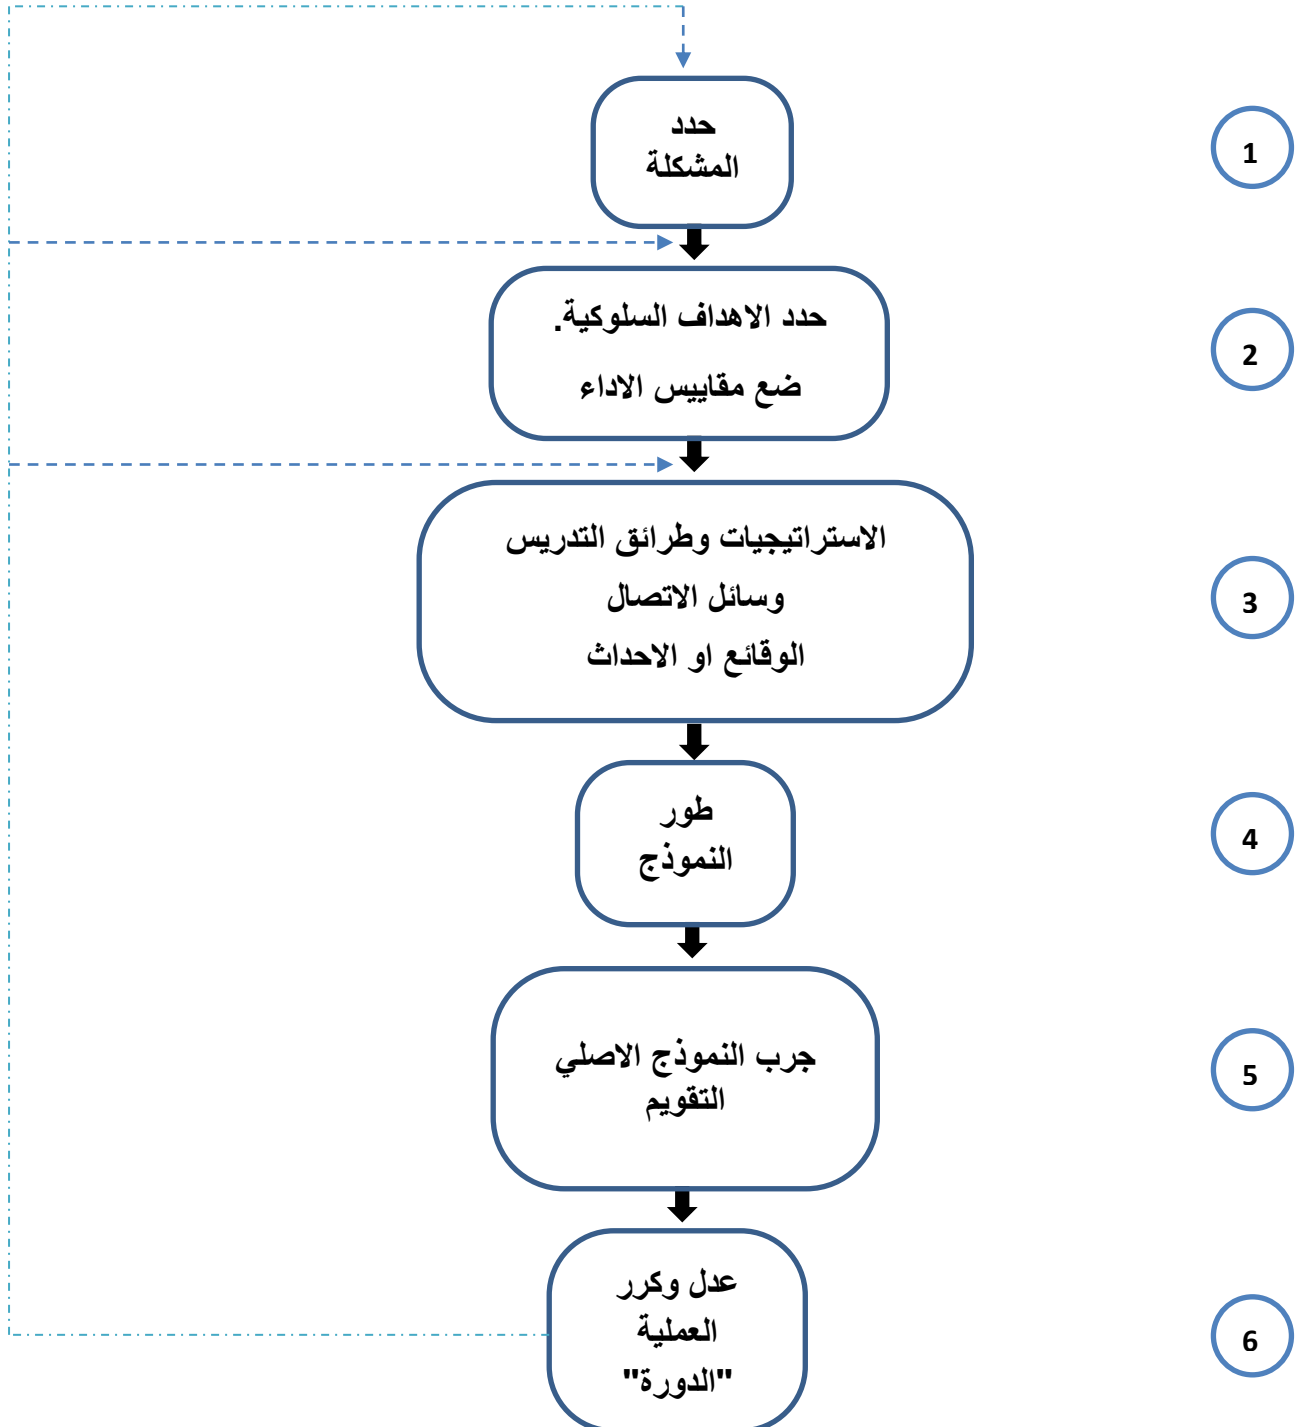 حدد
المشكلة
1
حدد الاهداف السلوكية.
ضع مقاييس الاداء
2
الاستراتيجيات وطرائق التدريس
وسائل الاتصال
الوقائع او الاحداث
3
طور
النموذج
4
جرب النموذج الاصلي
التقويم
5
عدل وكرر
العملية
"الدورة"
6